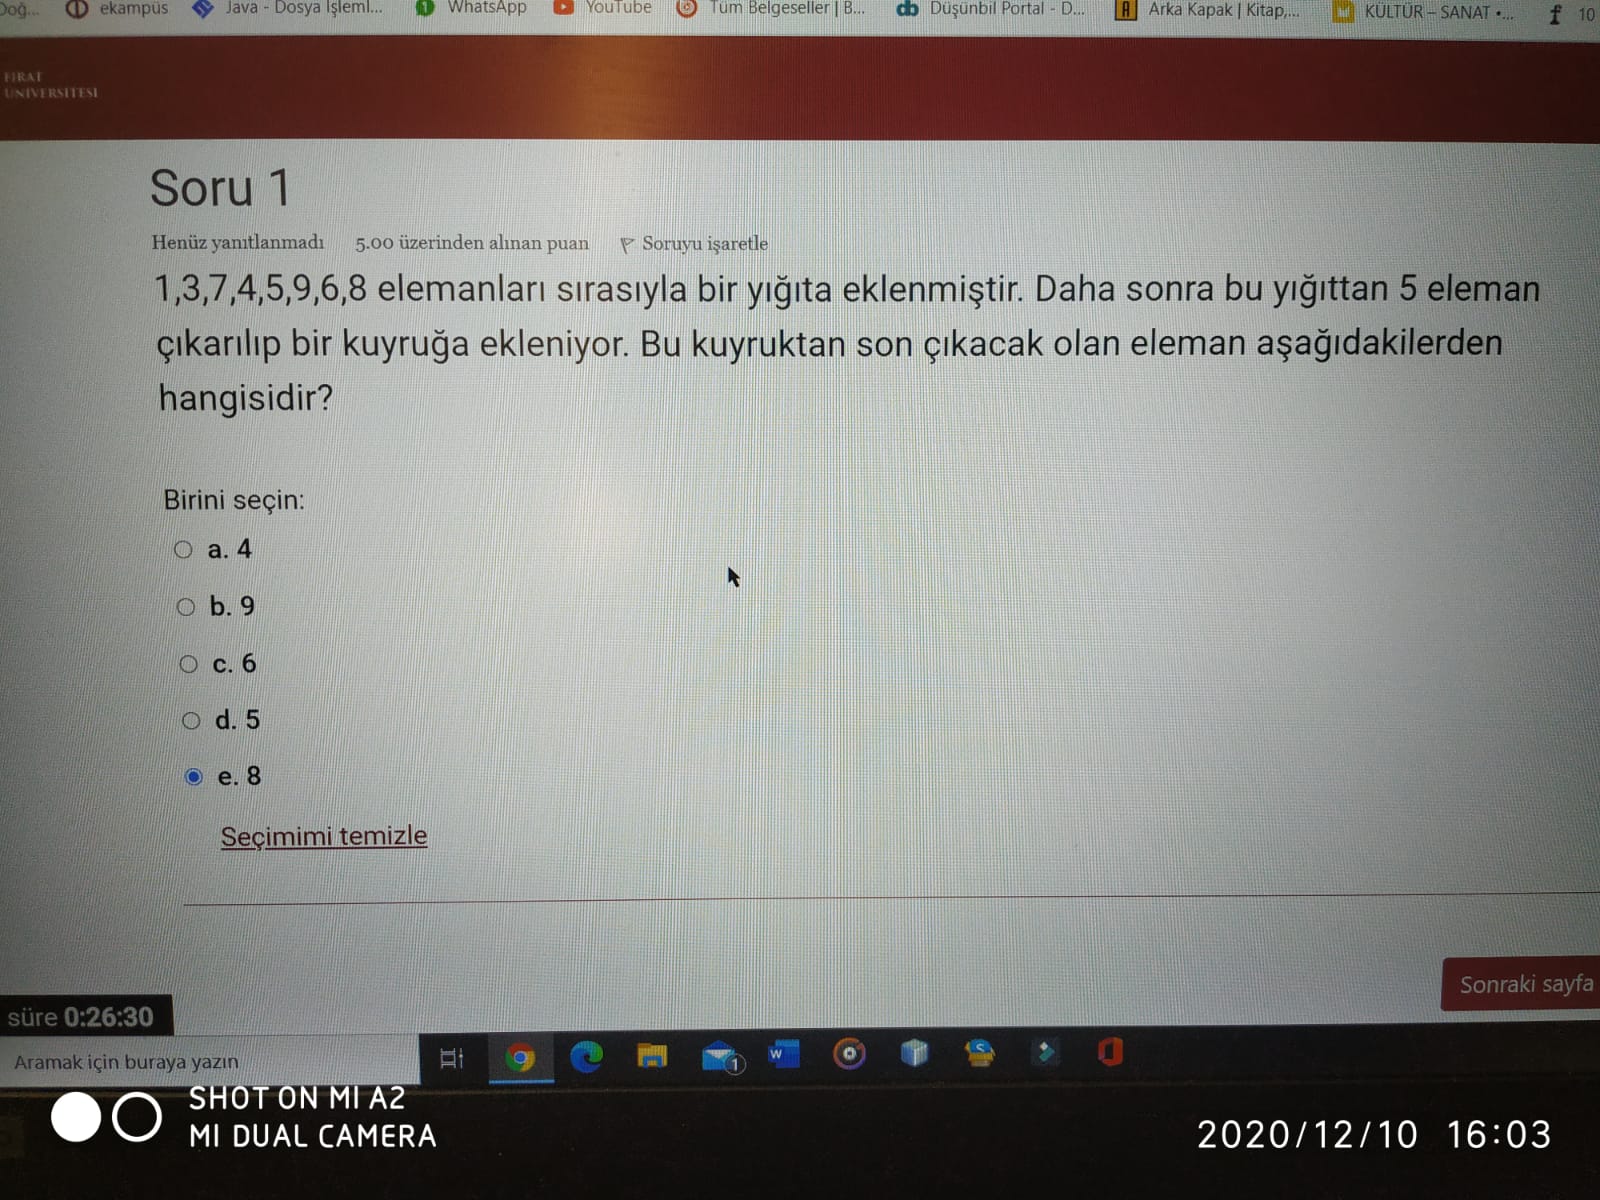 Doğ... ekampüs Java - Dosya İşleml... WhatsApp YouTube Tüm Belgeseller | B... db Düşünbil Portal - D... A Arka Kapak | Kitap,... KÜLTÜR – SANAT •... f 10
FIRAT
ÜNİVERSİTESİ
Soru 1
Henüz yanıtlanmadı 5.00 üzerinden alınan puan Soruyu işaretle
1,3,7,4,5,9,6,8 elemanları sırasıyla bir yığıta eklenmiştir. Daha sonra bu yığıttan 5 eleman
çıkarılıp bir kuyruğa ekleniyor. Bu kuyruktan son çıkacak olan eleman aşağıdakilerden
hangisidir?
Birini seçin:
a. 4
b. 9
c. 6
d. 5
e. 8
Seçimimi temizle
Sonraki sayfa
süre 0:26:30
Aramak için buraya yazın
1
W
S
SHOT ON MI A2
MI DUAL CAMERA
2020/12/10 16:03